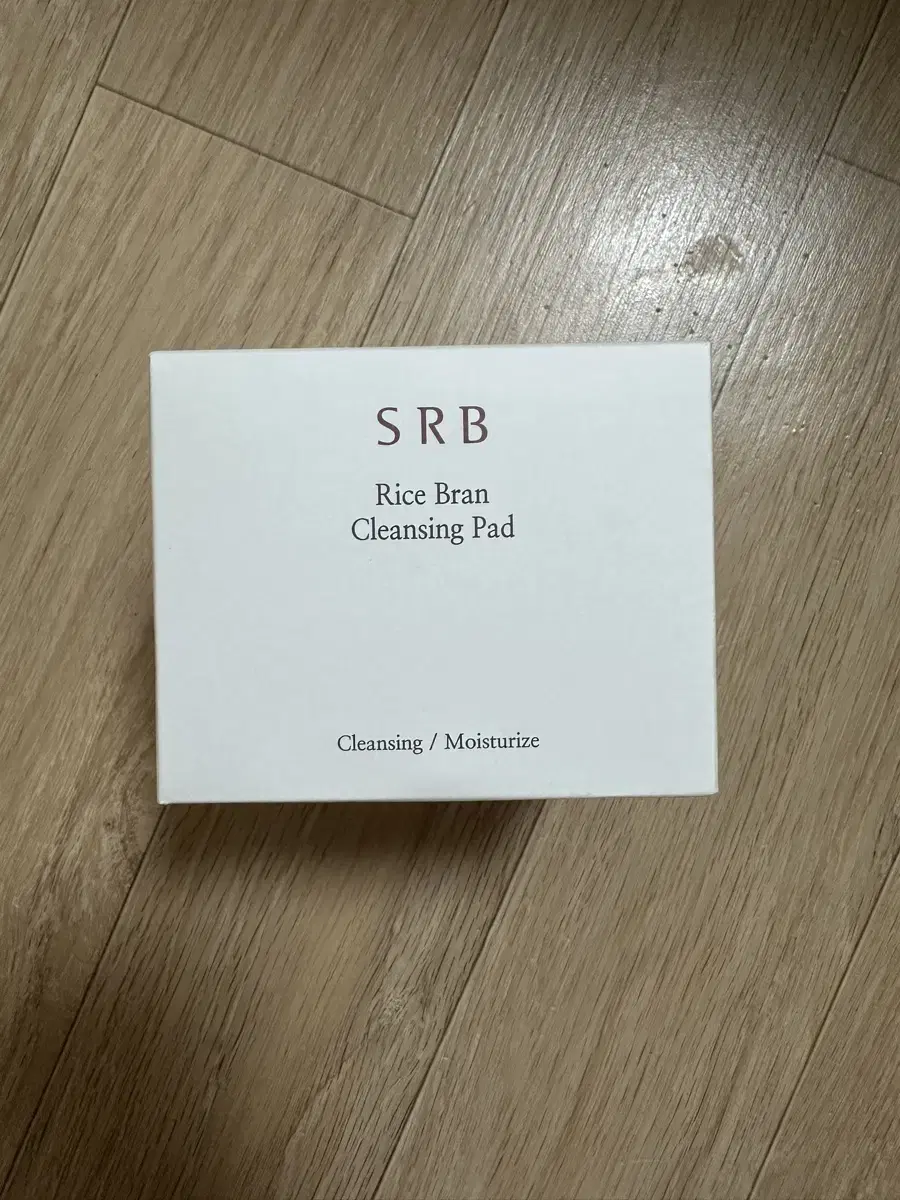 SRB
Rice Bran
Cleansing Pad
Cleansing / Moisturize